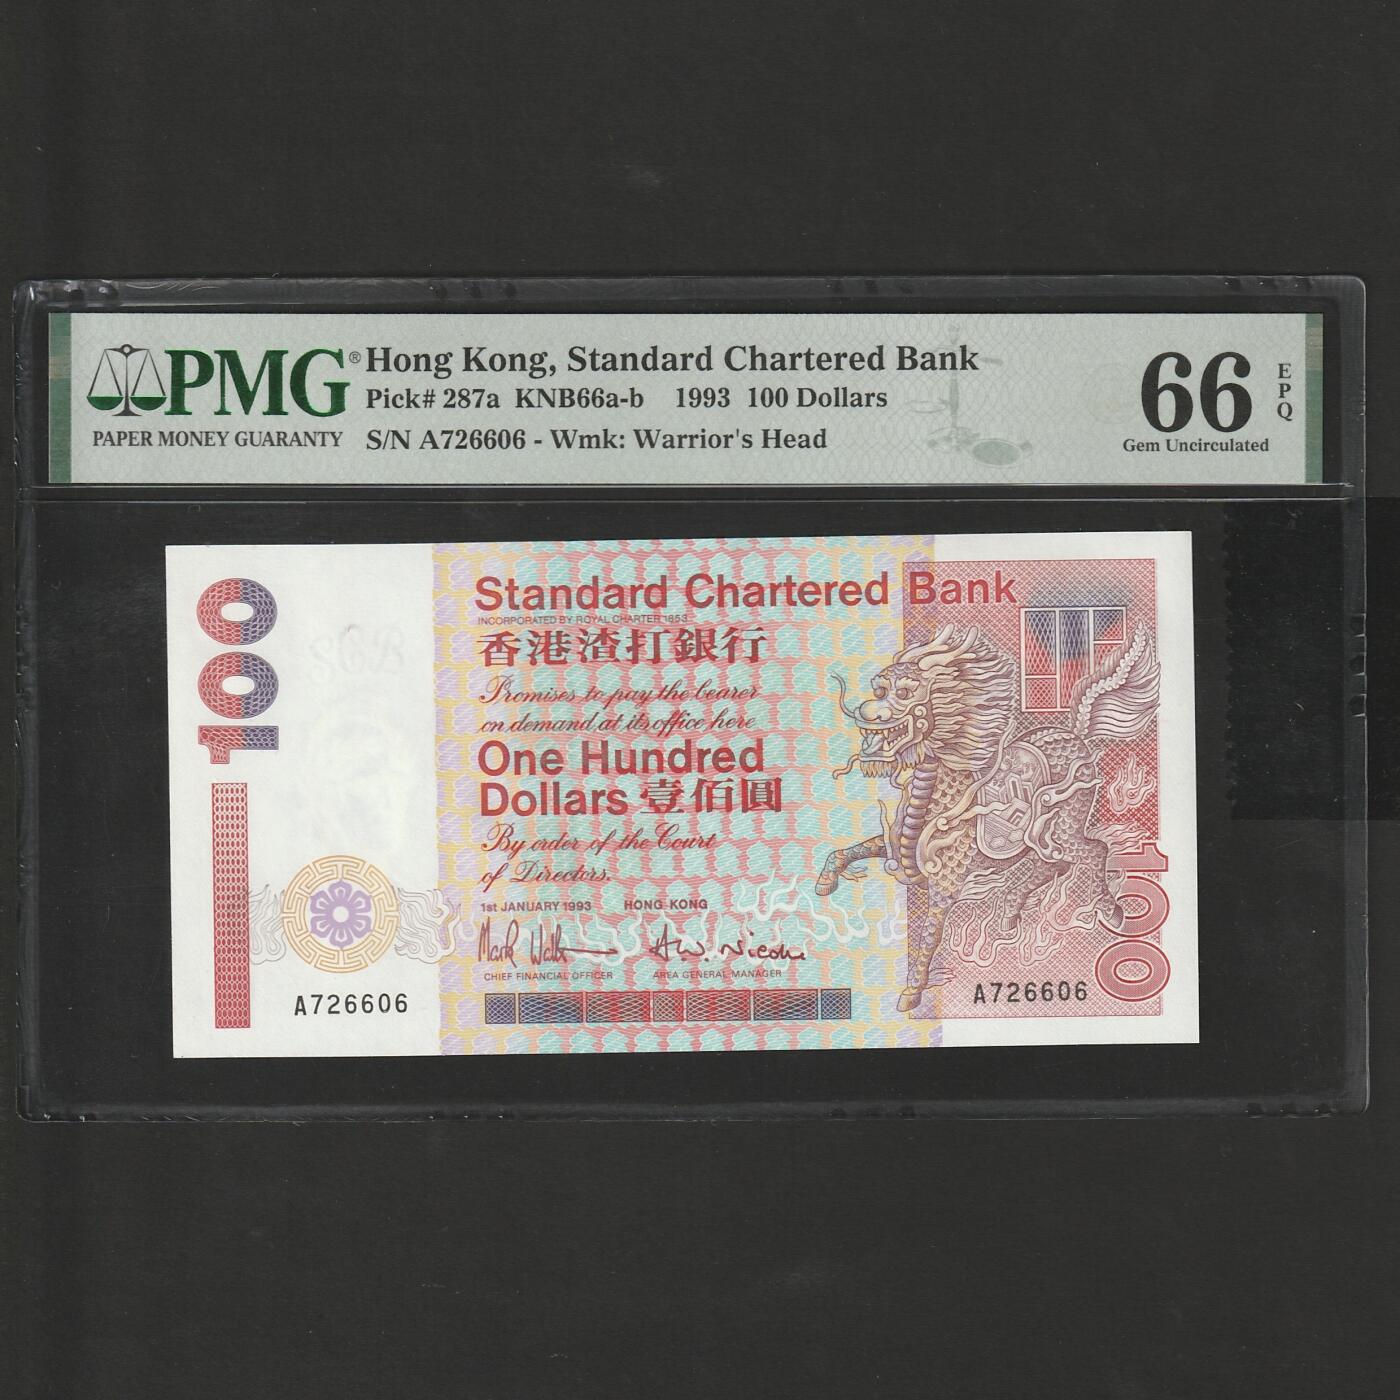 PMG®
PAPER MONEY GUARANTY
Hong Kong, Standard Chartered Bank
Pick# 287a KNB66a-b 1993 100 Dollars
S/N A726606 - Wmk: Warrior's Head
66
EPQ
Gem Uncirculated
100
Standard Chartered Bank
INCORPORATED BY ROYAL CHARTER 1853
香港渣打銀行
Promises to pay the bearer
on demand at its office here
One Hundred
Dollars 壹佰圓
By order of the Court
of Directors.
1st JANUARY 1993 HONG KONG
CHIEF FINANCIAL OFFICER AREA GENERAL MANAGER
A726606
A726606
100